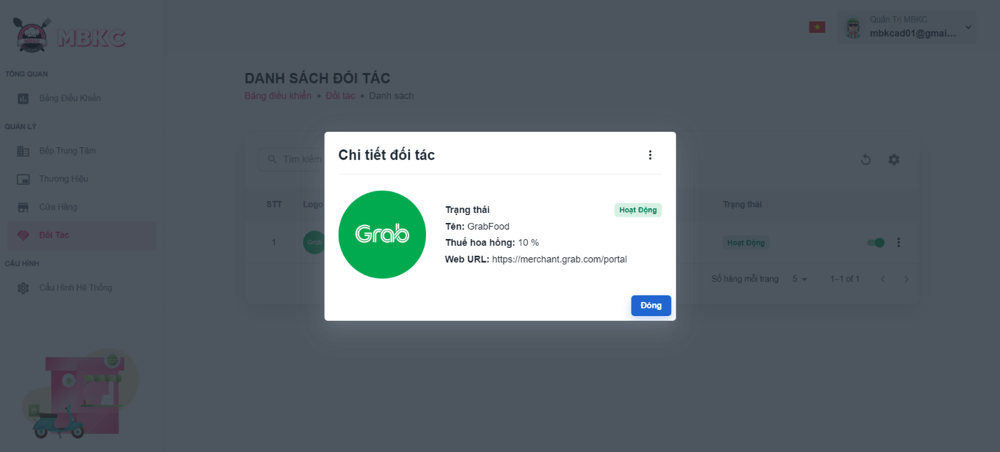 MBKC
MBKC
Quản Trị MBKC
mbkcad01@gmai...
TỔNG QUAN
Bảng Điều Khiển
QUẢN LÝ
Bếp Trung Tâm
Thương Hiệu
Cửa Hàng
Đối Tác
CẤU HÌNH
Cấu Hình Hệ Thống
DANH SÁCH ĐỐI TÁC
Bảng điều khiển • Đối tác • Danh sách
Tìm kiếm
STT Logo Trạng thái
1 Grab Hoạt Động
Số hàng mỗi trang 5 1–1 of 1
Chi tiết đối tác
Grab
Trạng thái Hoạt Động
Tên: GrabFood
Thuế hoa hồng: 10 %
Web URL: https://merchant.grab.com/portal
Đóng